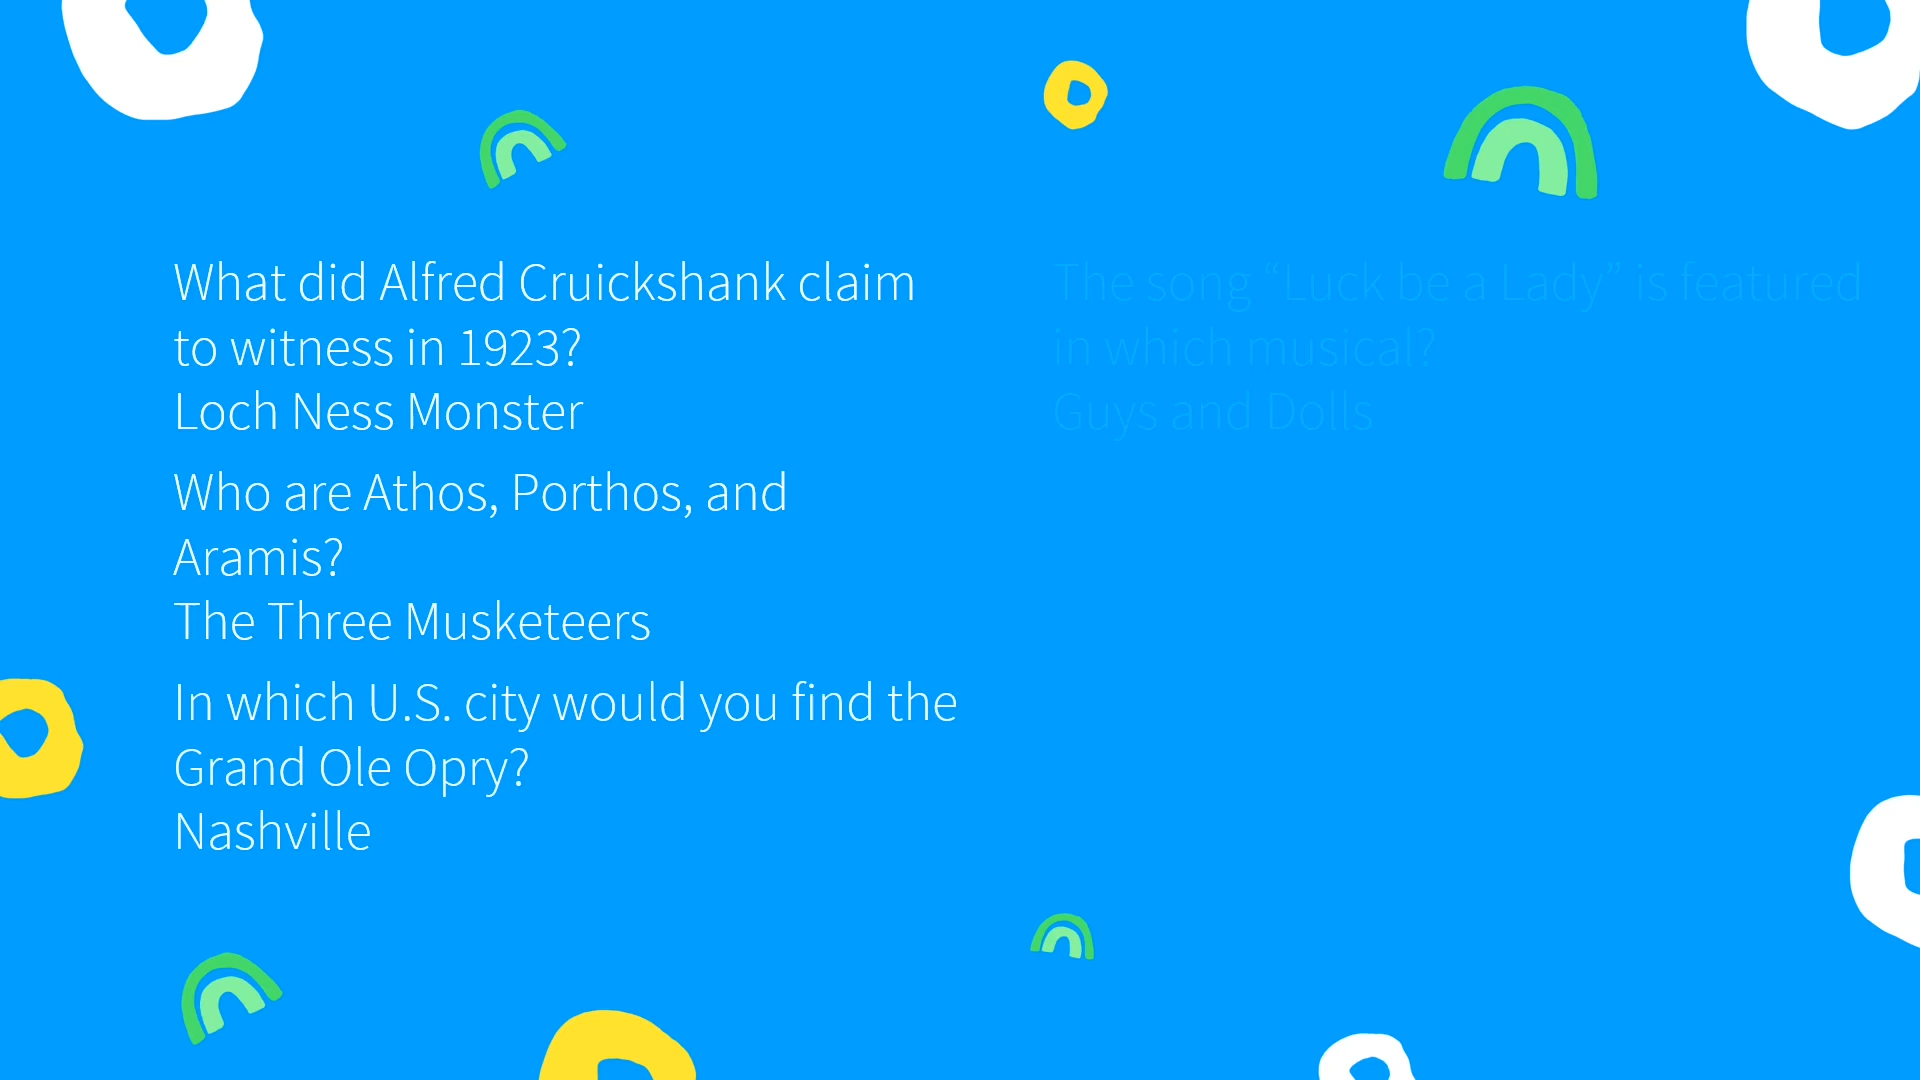 What did Alfred Cruickshank claim
to witness in 1923?
Loch Ness Monster
Who are Athos, Porthos, and
Aramis?
The Three Musketeers
In which U.S. city would you find the
Grand Ole Opry?
Nashville
The song “Luck be a Lady” is featured
in which musical?
Guys and Dolls